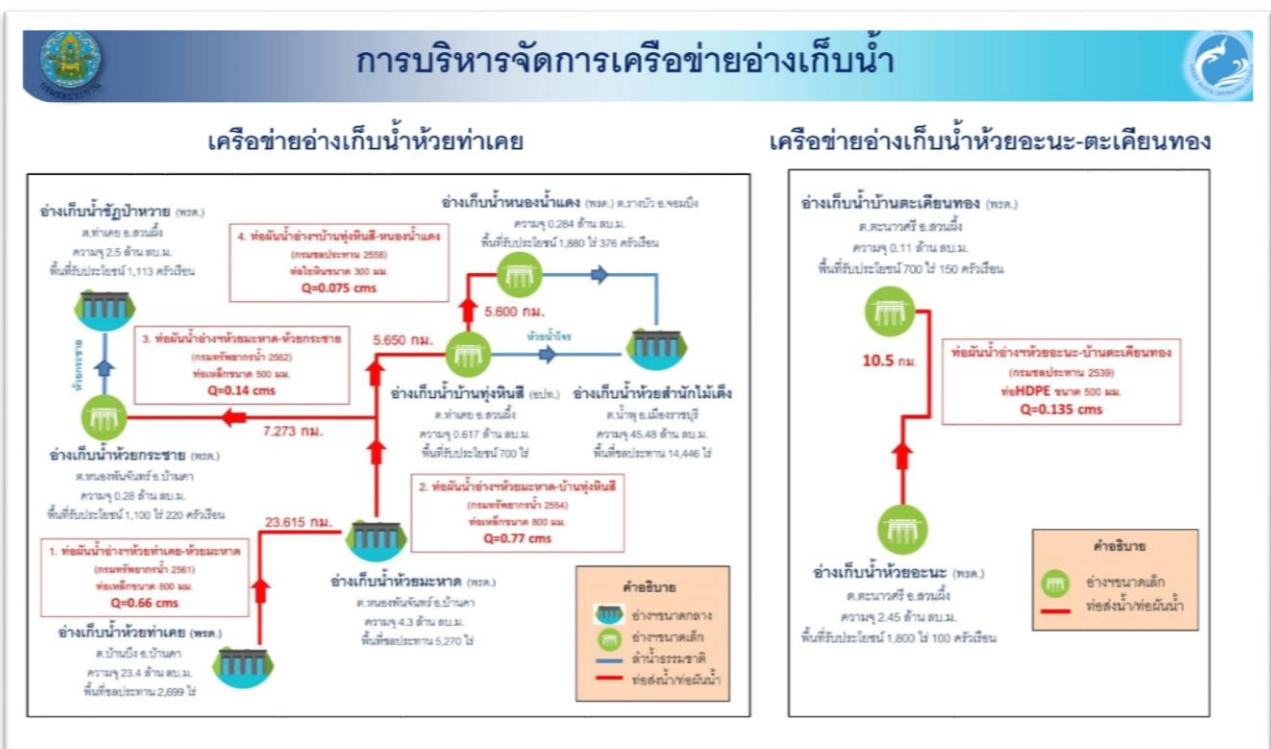 การบริหารจัดการเครือข่ายอ่างเก็บน้ำ
กรมชลประทาน
เครือข่ายอ่างเก็บน้ำห้วยท่าเคย
อ่างเก็บน้ำชัฏป่าหวาย (พรด.)
ต.ท่าเคย อ.สวนผึ้ง
ความจุ 2.5 ล้าน ลบ.ม.
พื้นที่รับประโยชน์ 1,113 ครัวเรือน
4. ท่อผันน้ำอ่างฯบ้านทุ่งหินสี-หนองน้ำแดง
(กรมชลประทาน 2558)
ท่อใยหินขนาด 300 มม.
Q=0.075 cms
อ่างเก็บน้ำหนองน้ำแดง (พรด.) ต.รางบัว อ.จอมบึง
ความจุ 0.284 ล้าน ลบ.ม.
พื้นที่รับประโยชน์ 1,880 ไร่ 376 ครัวเรือน
5.600 กม.
ห้วยกระชาย
3. ท่อผันน้ำอ่างฯห้วยมะหาด-ห้วยกระชาย
(กรมทรัพยากรน้ำ 2562)
ท่อเหล็กขนาด 500 มม.
Q=0.14 cms
5.650 กม.
7.273 กม.
อ่างเก็บน้ำบ้านทุ่งหินสี (อปท.)
ต.ท่าเคย อ.สวนผึ้ง
ความจุ 0.617 ล้าน ลบ.ม.
พื้นที่รับประโยชน์ 700 ไร่
อ่างเก็บน้ำห้วยสำนักไม้เต็ง
ต.น้ำพุ อ.เมืองราชบุรี
ความจุ 45.48 ล้าน ลบ.ม.
พื้นที่ชลประทาน 14,446 ไร่
อ่างเก็บน้ำห้วยกระชาย (พรด.)
ต.หนองพันจันทร์ อ.บ้านคา
ความจุ 0.28 ล้าน ลบ.ม.
พื้นที่รับประโยชน์ 1,100 ไร่ 220 ครัวเรือน
2. ท่อผันน้ำอ่างฯห้วยมะหาด-บ้านทุ่งหินสี
(กรมทรัพยากรน้ำ 2554)
ท่อเหล็กขนาด 800 มม.
Q=0.77 cms
23.615 กม.
1. ท่อผันน้ำอ่างฯห้วยท่าเคย-ห้วยมะหาด
(กรมทรัพยากรน้ำ 2561)
ท่อเหล็กขนาด 800 มม.
Q=0.66 cms
อ่างเก็บน้ำห้วยท่าเคย (พรด.)
ต.บ้านบึง อ.บ้านคา
ความจุ 23.4 ล้าน ลบ.ม.
พื้นที่ชลประทาน 2,699 ไร่
อ่างเก็บน้ำห้วยมะหาด (พรด.)
ต.หนองพันจันทร์ อ.บ้านคา
ความจุ 4.3 ล้าน ลบ.ม.
พื้นที่ชลประทาน 5,270 ไร่
คำอธิบาย
อ่างฯขนาดกลาง
อ่างฯขนาดเล็ก
ลำน้ำธรรมชาติ
ท่อส่งน้ำ/ท่อผันน้ำ
เครือข่ายอ่างเก็บน้ำห้วยอะนะ-ตะเคียนทอง
อ่างเก็บน้ำบ้านตะเคียนทอง (พรด.)
ต.ตะนาวศรี อ.สวนผึ้ง
ความจุ 0.11 ล้าน ลบ.ม.
พื้นที่รับประโยชน์ 700 ไร่ 150 ครัวเรือน
10.5 กม.
ท่อผันน้ำอ่างฯห้วยอะนะ-บ้านตะเคียนทอง
(กรมชลประทาน 2539)
ท่อHDPE ขนาด 500 มม.
Q=0.135 cms
อ่างเก็บน้ำห้วยอะนะ (พรด.)
ต.ตะนาวศรี อ.สวนผึ้ง
ความจุ 2.45 ล้าน ลบ.ม.
พื้นที่รับประโยชน์ 1,800 ไร่ 100 ครัวเรือน
คำอธิบาย
อ่างฯขนาดเล็ก
ท่อส่งน้ำ/ท่อผันน้ำ